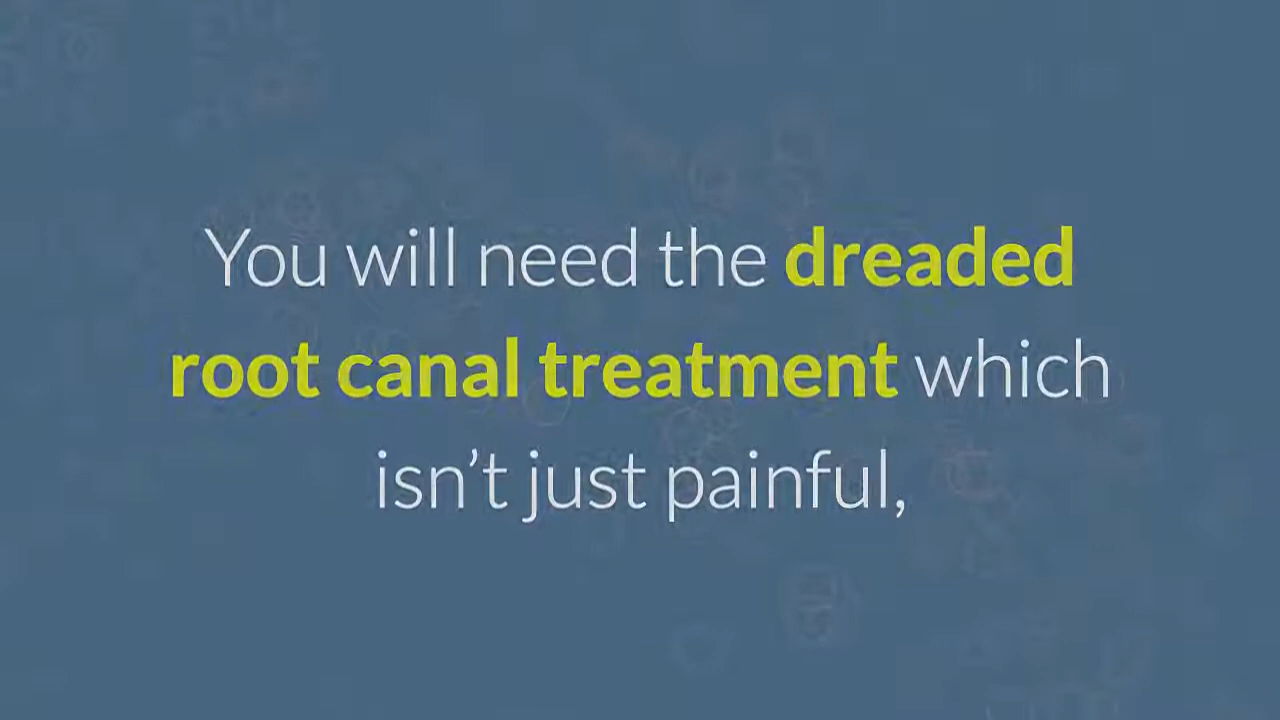 You will need the dreaded
root canal treatment which
isn’t just painful,